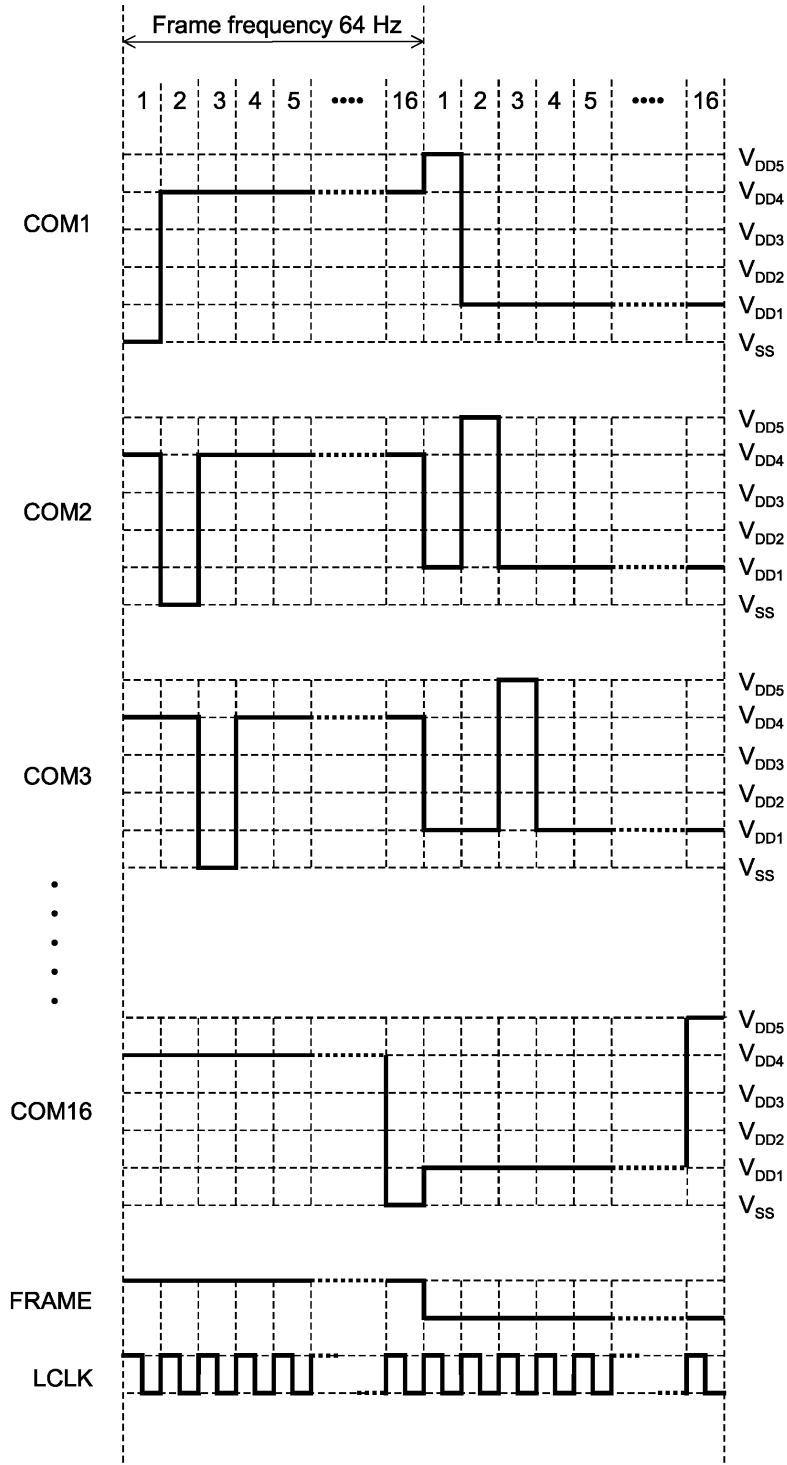 Frame frequency 64 Hz
1 2 3 4 5 •••• 16 1 2 3 4 5 •••• 16
COM1
VDD5
VDD4
VDD3
VDD2
VDD1
VSS
COM2
VDD5
VDD4
VDD3
VDD2
VDD1
VSS
COM3
VDD5
VDD4
VDD3
VDD2
VDD1
VSS
COM16
VDD5
VDD4
VDD3
VDD2
VDD1
VSS
FRAME
LCLK